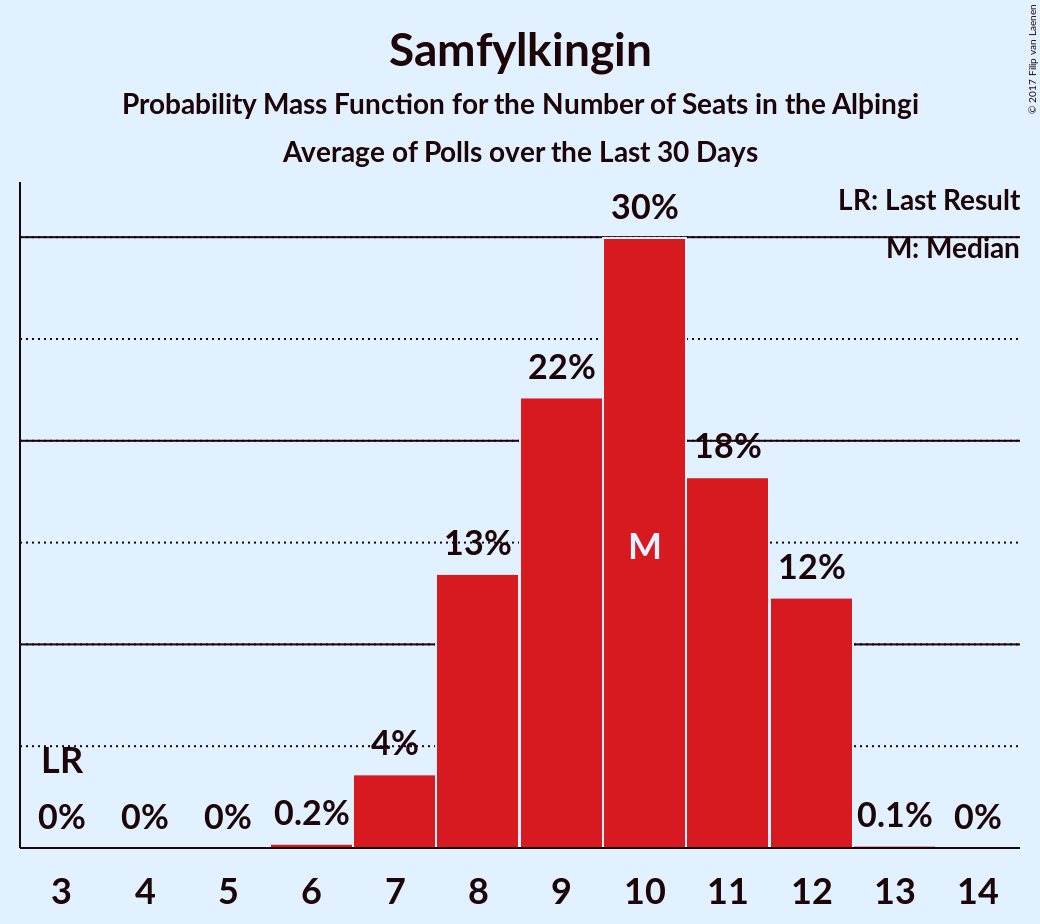 Samfylkingin
Probability Mass Function for the Number of Seats in the Alþingi
Average of Polls over the Last 30 Days
© 2017 Filip van Laenen
LR: Last Result
M: Median
30%
22%
18%
13%
M
12%
4%
LR
0% 0% 0% 0.2% 0.1% 0%
3 4 5 6 7 8 9 10 11 12 13 14